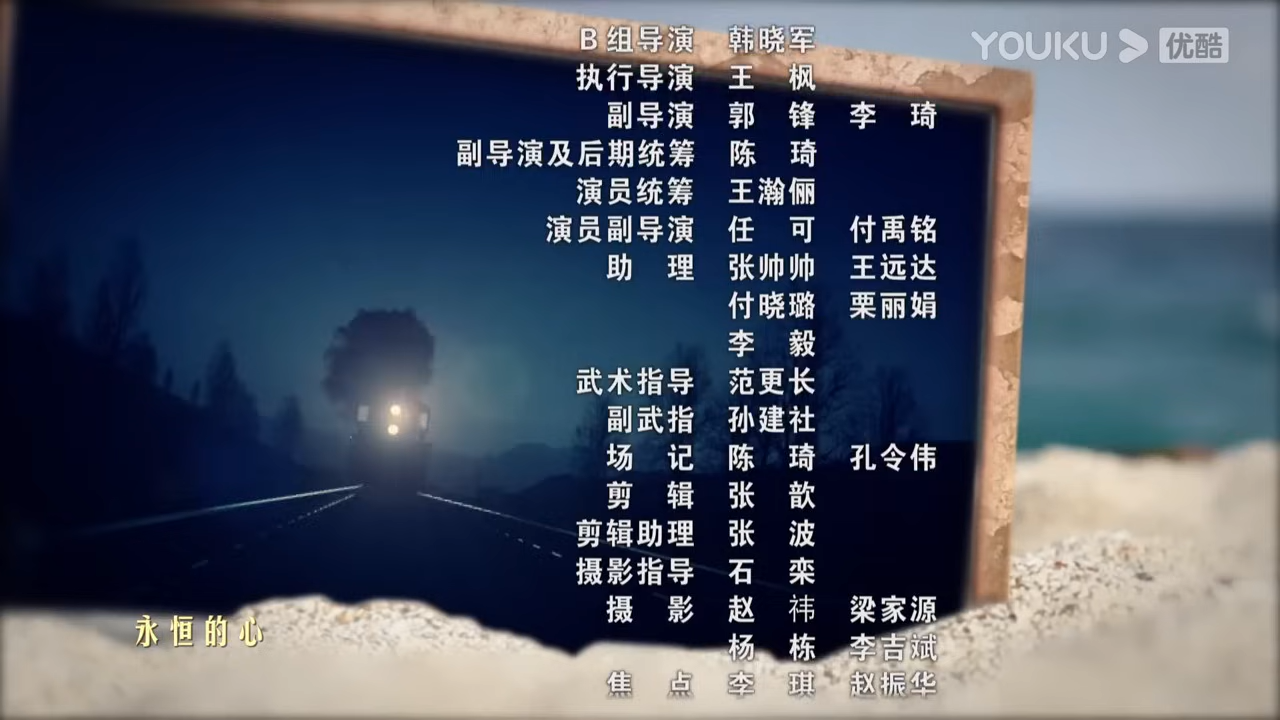 B组导演 韩晓军
YOUKU 优酷
执行导演 王枫
副导演 郭锋 李琦
副导演及后期统筹 陈琦
演员统筹 王瀚俪
演员副导演 任可 付禹铭
助理 张帅帅 王远达
付晓璐 栗丽娟
李毅
武术指导 范更长
副武指 孙建社
场记 陈琦 孔令伟
剪辑 张歆
剪辑助理 张波
摄影指导 石栾
摄影 赵祎 梁家源
永恒的心
杨栋 李吉斌
焦点 李琪 赵振华